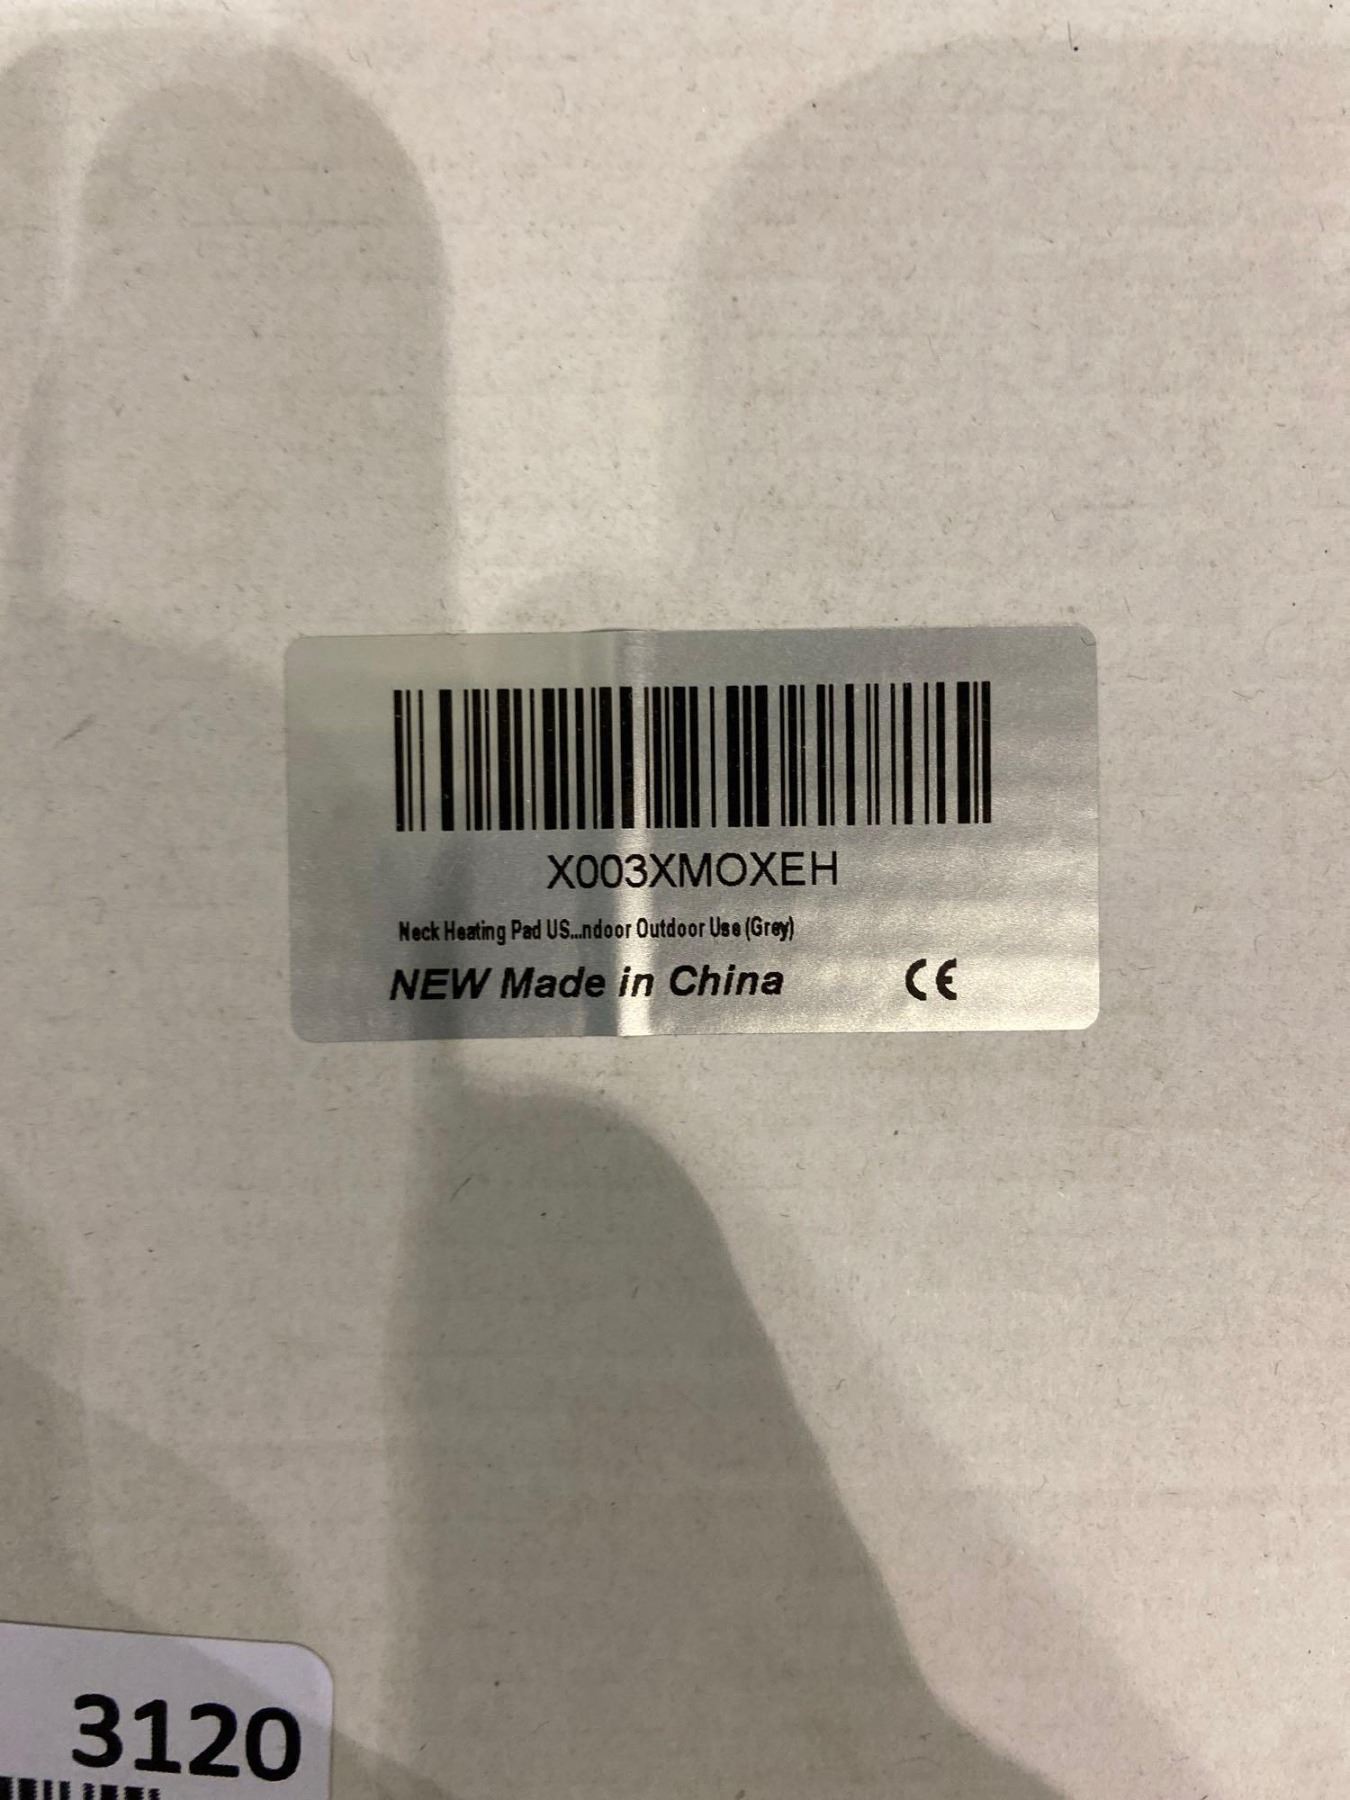 X003XMOXEH
Neck Heating Pad US...ndoor Outdoor Use (Grey)
NEW Made in China CE
3120